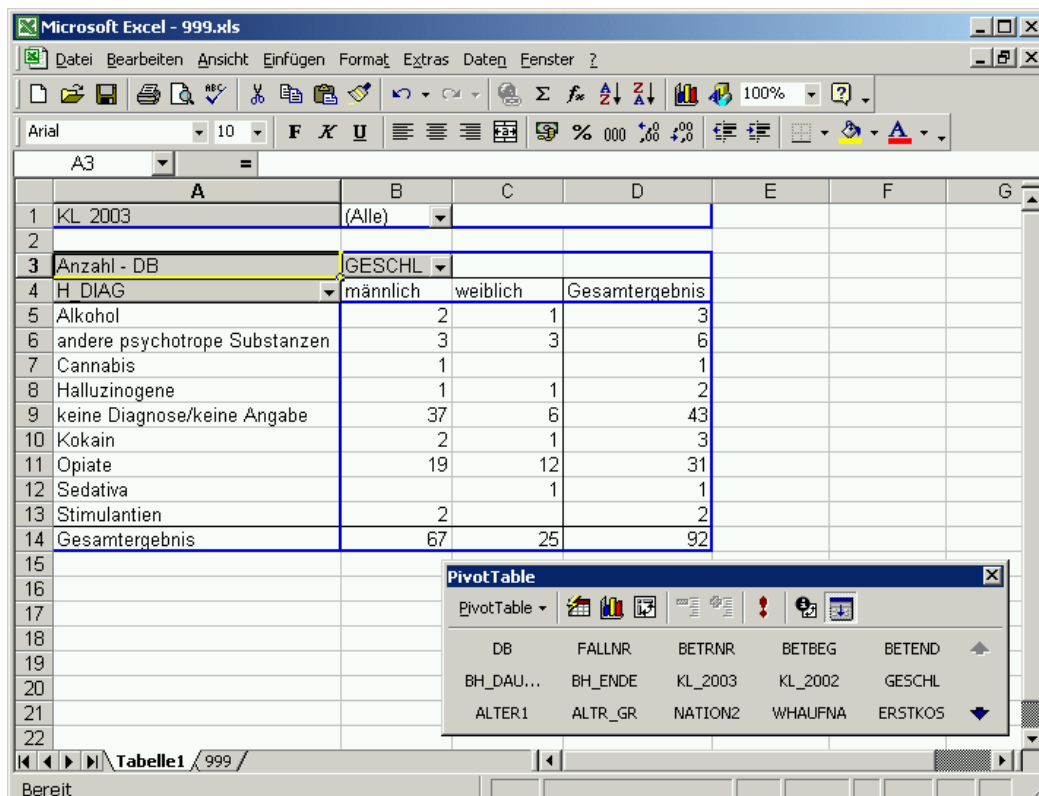 Microsoft Excel - 999.xls
Datei Bearbeiten Ansicht Einfügen Format Extras Daten Fenster ?
ABC Σ fx A Z Z A 100% ?
Arial 10 F K U % 000 A
A3 =
A B C D E F G
1 KL_2003 (Alle)
2
3 Anzahl - DB GESCHL
4 H_DIAG männlich weiblich Gesamtergebnis
5 Alkohol 2 1 3
6 andere psychotrope Substanzen 3 3 6
7 Cannabis 1 1
8 Halluzinogene 1 1 2
9 keine Diagnose/keine Angabe 37 6 43
10 Kokain 2 1 3
11 Opiate 19 12 31
12 Sedativa 1 1
13 Stimulantien 2 2
14 Gesamtergebnis 67 25 92
15
16
17
18
19
20
21
22
PivotTable
PivotTable
DB FALLNR BETRNR BETBEG BETEND
BH_DAU... BH_ENDE KL_2003 KL_2002 GESCHL
ALTER1 ALTR_GR NATION2 WHAUFNA ERSTKOS
Tabelle1 999
Bereit